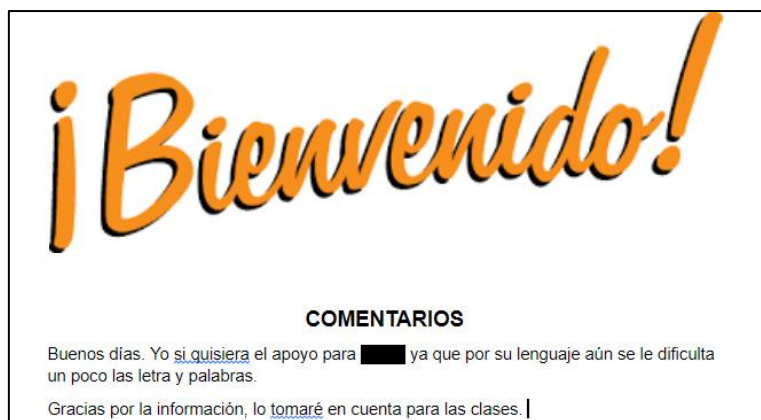 ¡Bienvenido!
COMENTARIOS
Buenos días. Yo si quisiera el apoyo para ya que por su lenguaje aún se le dificulta
un poco las letra y palabras.
Gracias por la información, lo tomaré en cuenta para las clases.